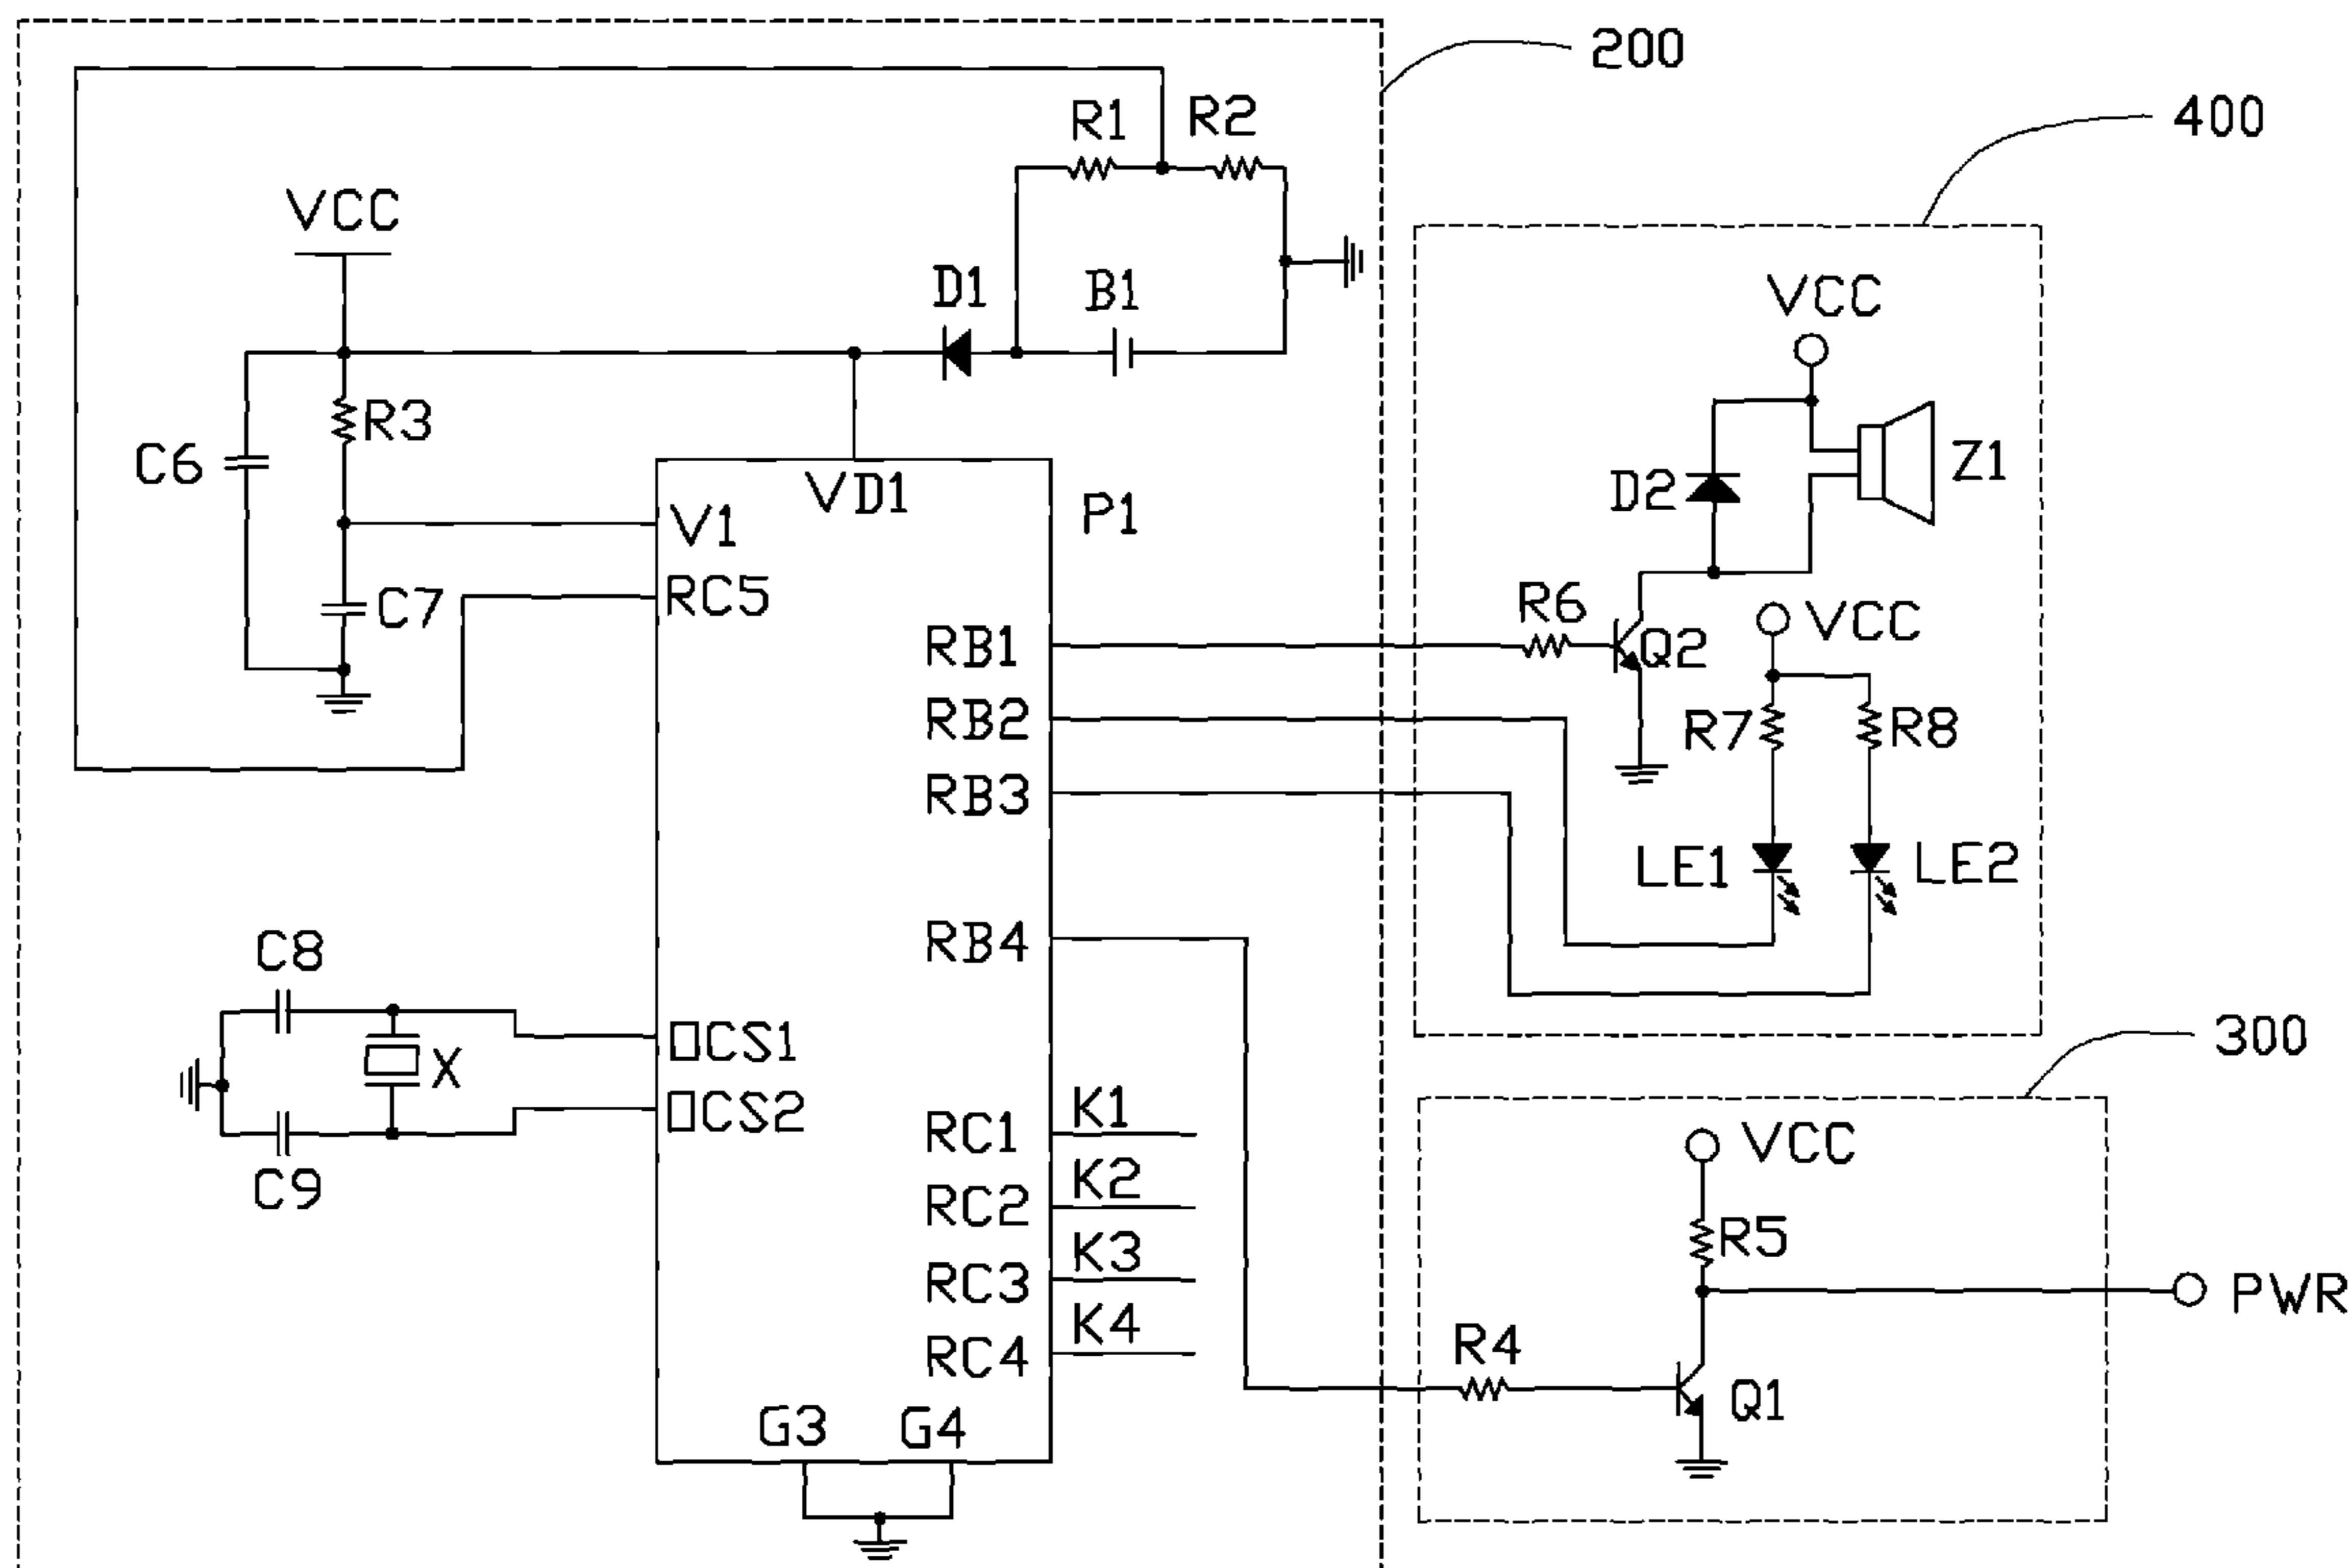 200
400
R1 R2
VCC
D1 B1
VCC
R3
C6
Z1
D2
VD1
P1
V1
RC5
C7
R6
VCC
RB1
Q2
RB2
R7 R8
RB3
LE1 LE2
RB4
C8
300
OCS1
X
OCS2
K1
RC1
VCC
K2
C9
RC2
R5
K3
RC3
PWR
K4
RC4
R4
Q1
G3 G4